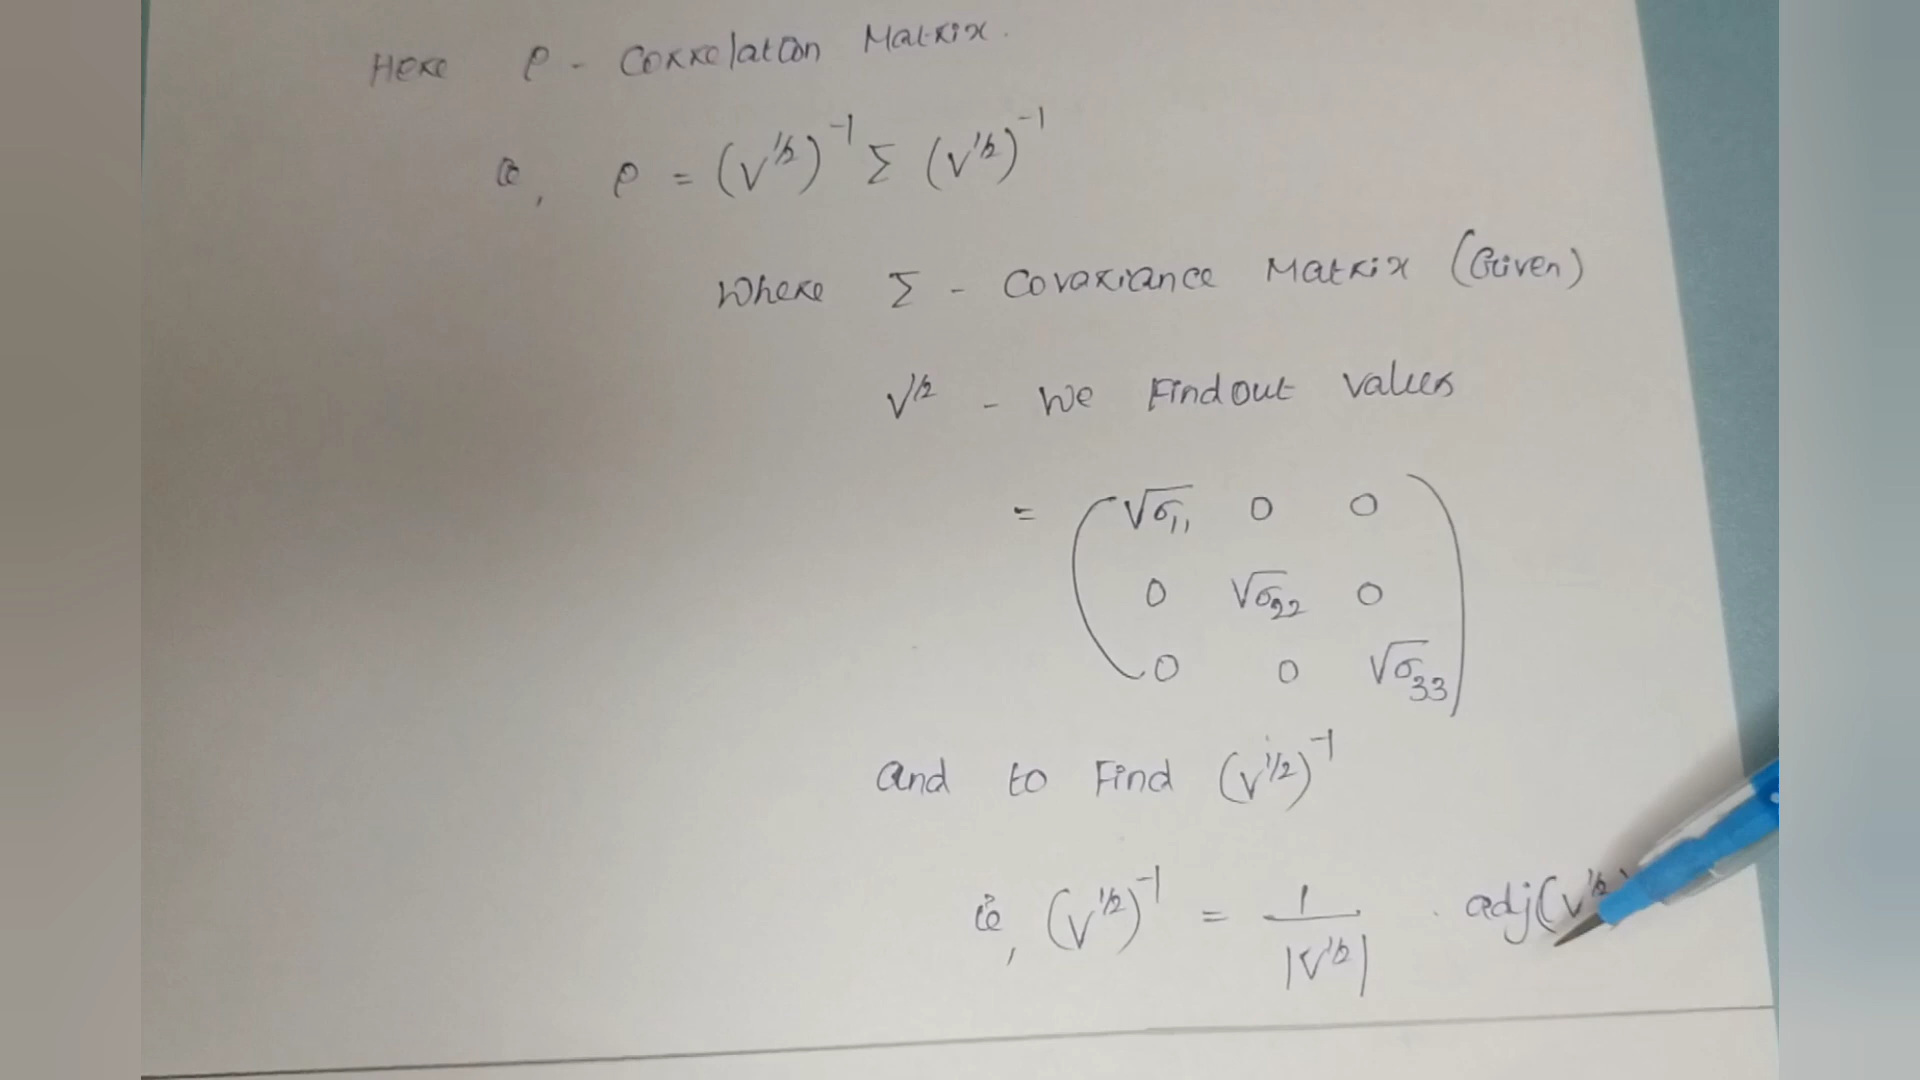 Here ρ - Correlation Matrix.
ie, ρ = (V^1/2)^-1 Σ (V^1/2)^-1
Where Σ - Covariance Matrix (Given)
V^1/2 - We Find out Values
= ( √σ11 0 0
0 √σ22 0
0 0 √σ33 )
and to Find (V^1/2)^-1
ie, (V^1/2)^-1 = 1 / |V^1/2| . adj(V^1/2